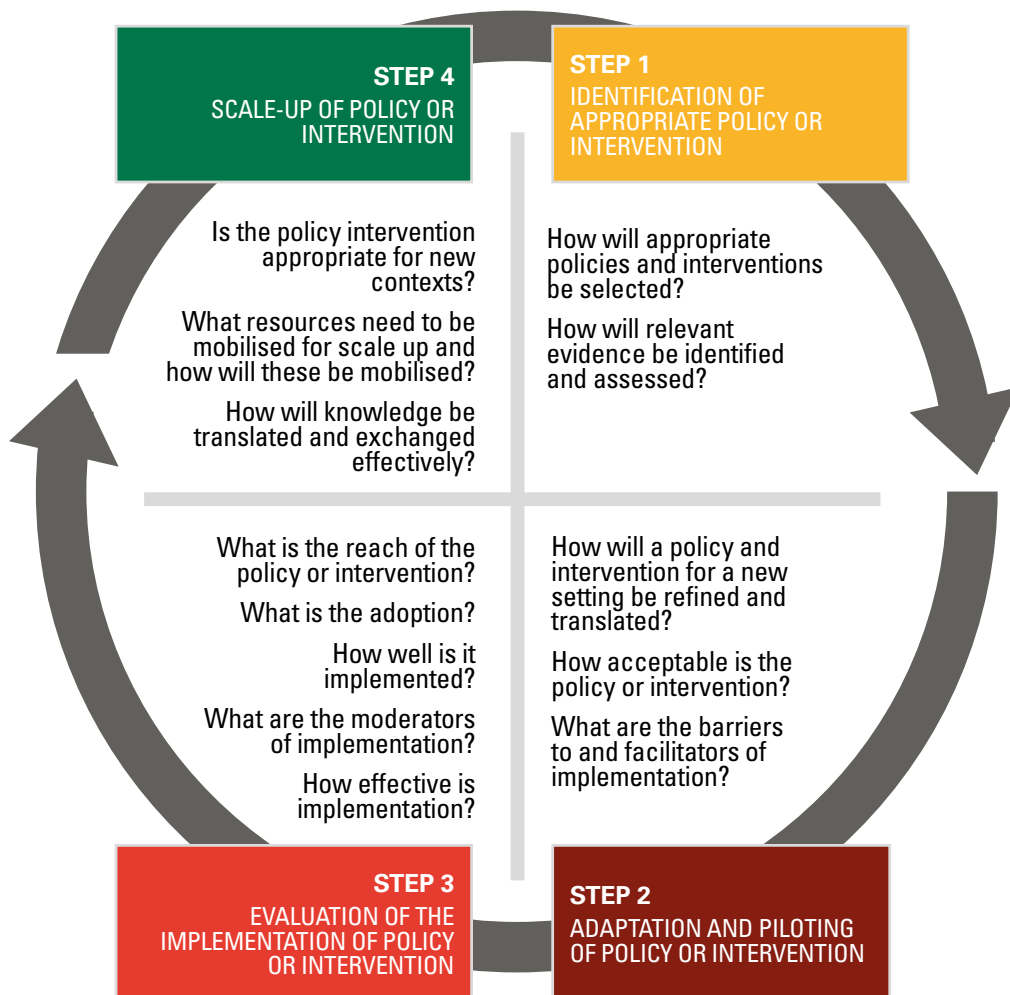 STEP 4
SCALE-UP OF POLICY OR
INTERVENTION
STEP 1
IDENTIFICATION OF
APPROPRIATE POLICY OR
INTERVENTION
Is the policy intervention
appropriate for new
contexts?
What resources need to be
mobilised for scale up and
how will these be mobilised?
How will knowledge be
translated and exchanged
effectively?
How will appropriate
policies and interventions
be selected?
How will relevant
evidence be identified
and assessed?
What is the reach of the
policy or intervention?
What is the adoption?
How well is it
implemented?
What are the moderators
of implementation?
How effective is
implementation?
How will a policy and
intervention for a new
setting be refined and
translated?
How acceptable is the
policy or intervention?
What are the barriers
to and facilitators of
implementation?
STEP 3
EVALUATION OF THE
IMPLEMENTATION OF POLICY
OR INTERVENTION
STEP 2
ADAPTATION AND PILOTING
OF POLICY OR INTERVENTION